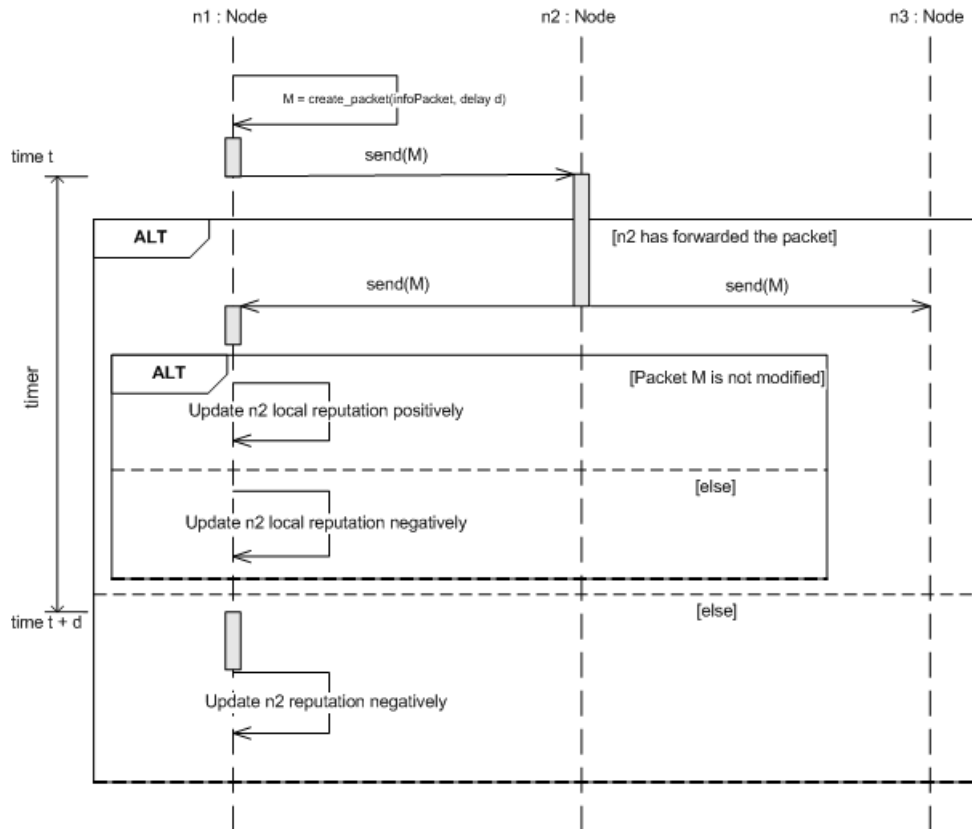 n1 : Node
n2 : Node
n3 : Node
M = create_packet(infoPacket, delay d)
time t
send(M)
ALT
[n2 has forwarded the packet]
send(M)
send(M)
timer
ALT
[Packet M is not modified]
Update n2 local reputation positively
[else]
Update n2 local reputation negatively
[else]
time t + d
Update n2 reputation negatively